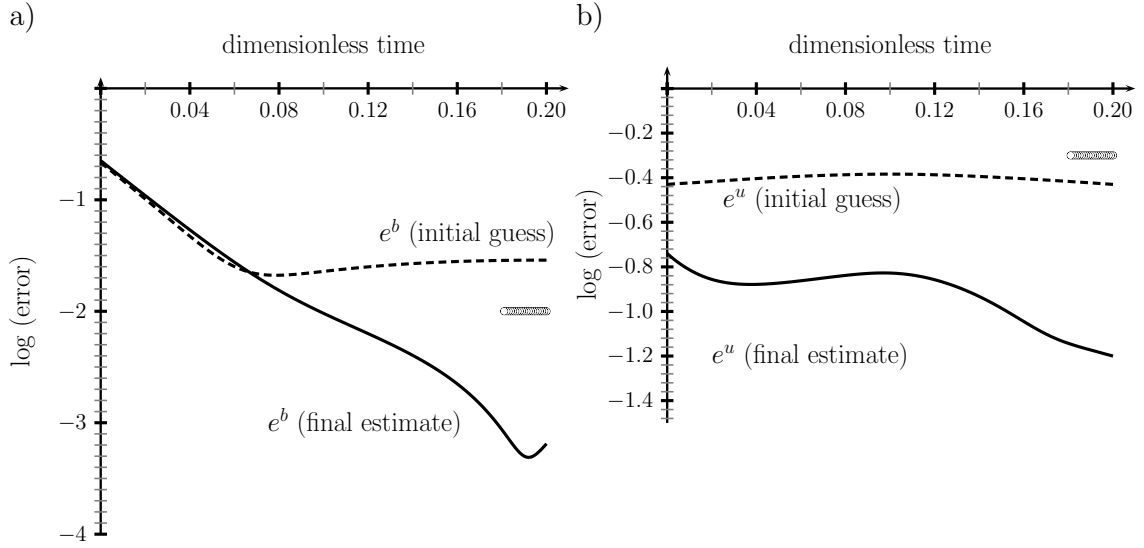 a)
dimensionless time
0.04 0.08 0.12 0.16 0.20
−1
−2
−3
−4
log (error)
e^b (initial guess)
e^b (final estimate)
b)
dimensionless time
0.04 0.08 0.12 0.16 0.20
−0.2
−0.4
−0.6
−0.8
−1.0
−1.2
−1.4
log (error)
e^u (initial guess)
e^u (final estimate)